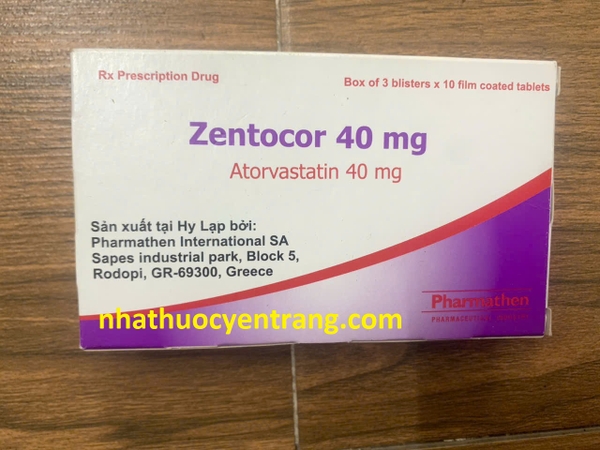 Rx Prescription Drug
Box of 3 blisters x 10 film coated tablets
Zentocor 40 mg
Atorvastatin 40 mg
Sản xuất tại Hy Lạp bởi:
Pharmathen International SA
Sapes industrial park, Block 5,
Rodopi, GR-69300, Greece
Pharmathen
PHARMACEUTICAL
nhathuocyentrang.com